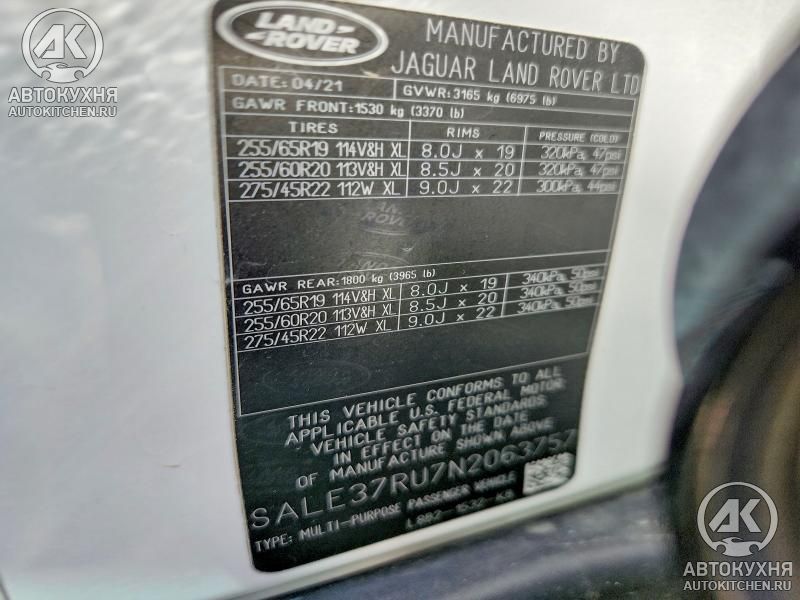 AK
АВТОКУХНЯ
AUTOKITCHEN.RU
LAND
ROVER
MANUFACTURED BY
JAGUAR LAND ROVER LTD
DATE: 04/21
GVWR:3165 kg (6975 lb)
GAWR FRONT:1530 kg (3370 lb)
TIRES RIMS PRESSURE (COLD)
255/65R19 114V&H XL 8.0J x 19 320kPa, 47psi
255/60R20 113V&H XL 8.5J x 20 320kPa, 47psi
275/45R22 112W XL 9.0J x 22 300kPa, 44psi
LAND
ROVER
GAWR REAR:1800 kg (3965 lb)
255/65R19 114V&H XL 8.0J x 19 340kPa, 50psi
255/60R20 113V&H XL 8.5J x 20 340kPa, 50psi
275/45R22 112W XL 9.0J x 22 340kPa, 50psi
THIS VEHICLE CONFORMS TO ALL
APPLICABLE U.S. FEDERAL MOTOR
VEHICLE SAFETY STANDARDS
IN EFFECT ON THE DATE
OF MANUFACTURE SHOWN ABOVE
SALE37RU7N2063757
TYPE: MULTI-PURPOSE PASSENGER VEHICLE
AK
АВТОКУХНЯ
AUTOKITCHEN.RU